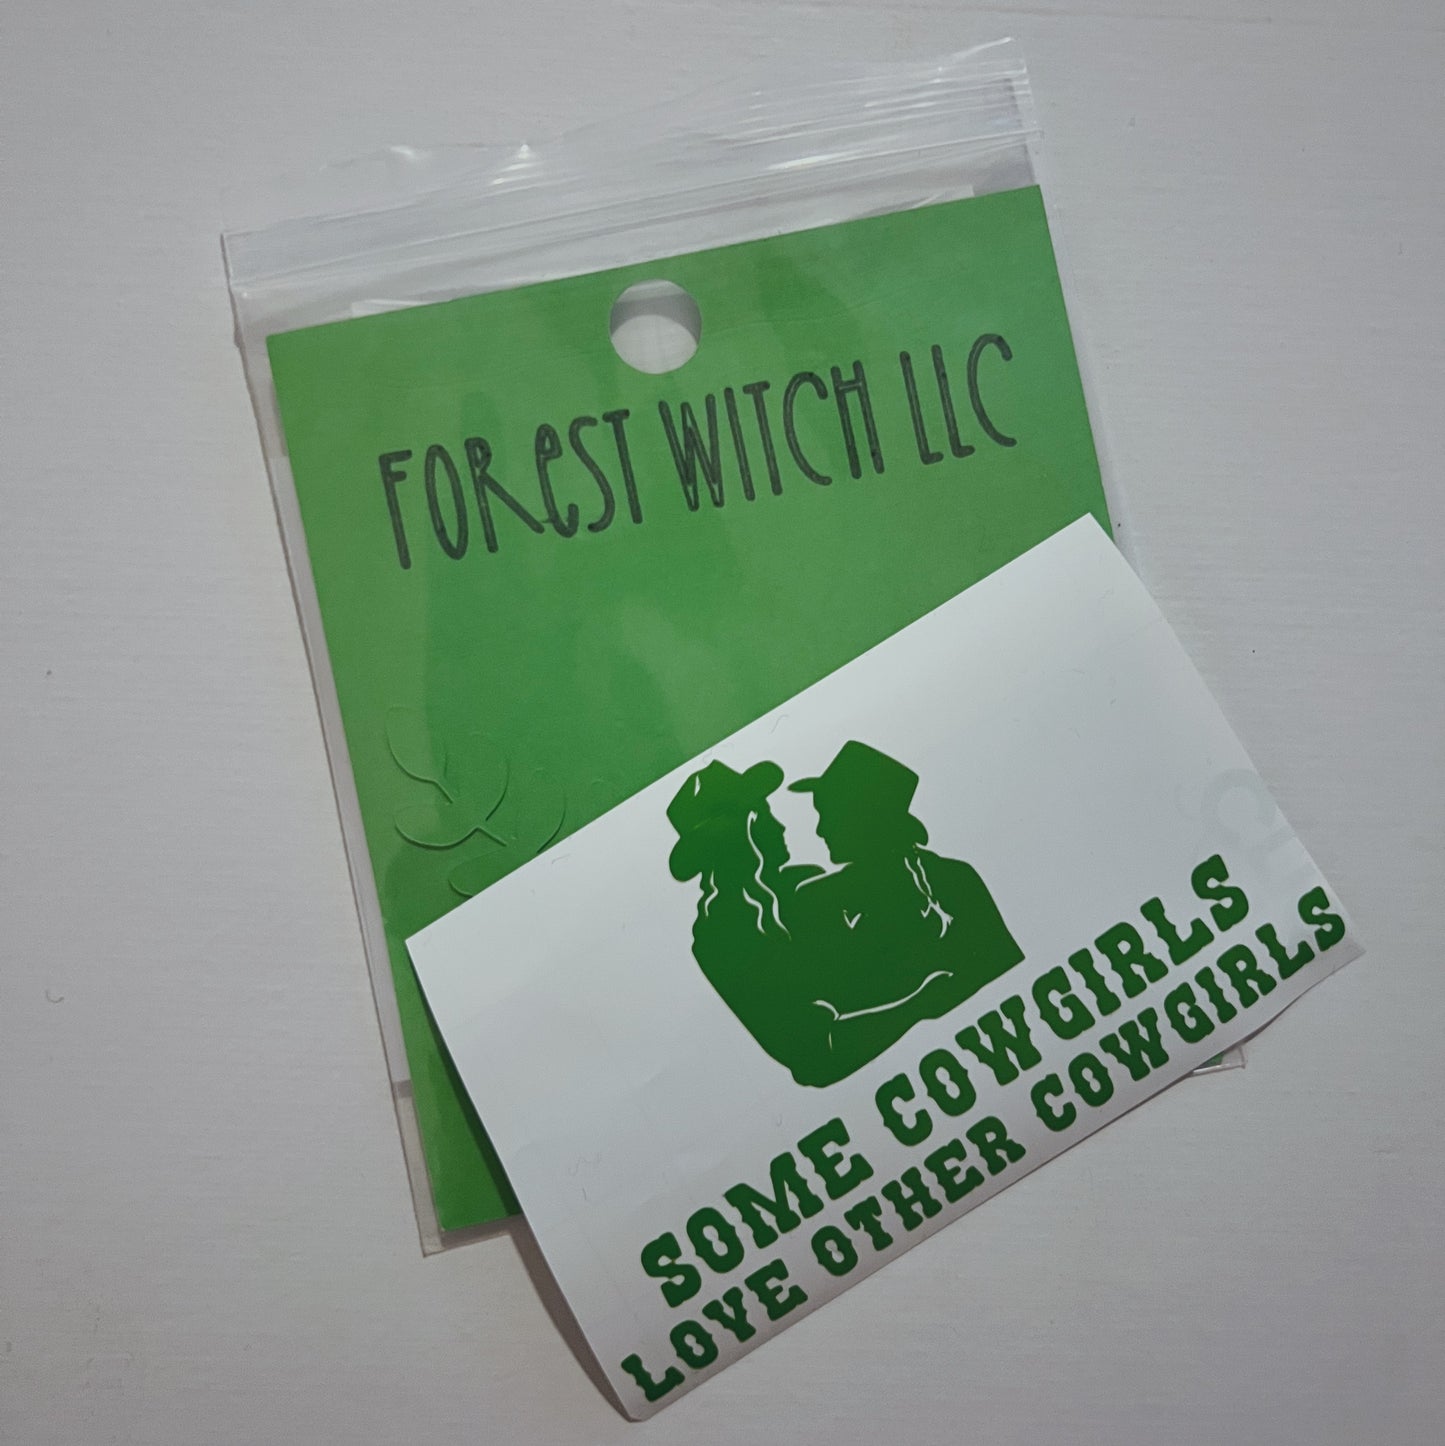 FOReST WITCH LLC
SOME COWGIRLS
LOVE OTHER COWGIRLS